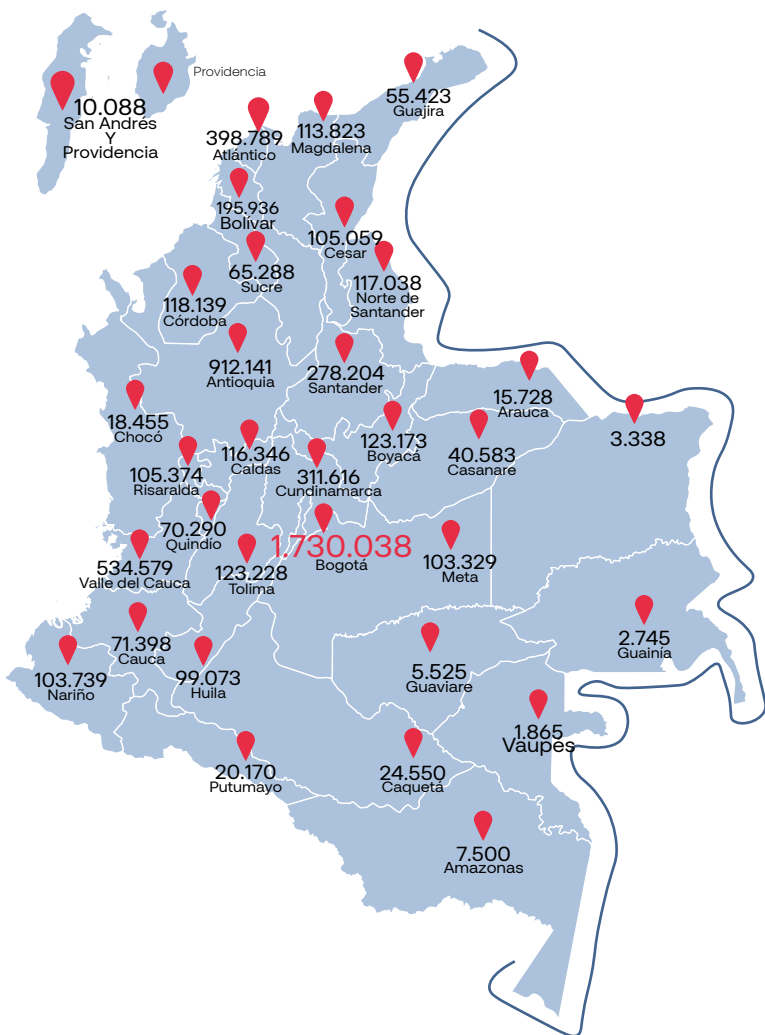 Providencia
10.088
San Andrés
Y
Providencia
55.423
Guajira
398.789
Atlántico
113.823
Magdalena
195.936
Bolívar
105.059
Cesar
65.288
Sucre
117.038
Norte de
Santander
118.139
Córdoba
912.141
Antioquia
278.204
Santander
15.728
Arauca
18.455
Chocó
116.346
Caldas
123.173
Boyacá
40.583
Casanare
3.338
105.374
Risaralda
311.616
Cundinamarca
70.290
Quindío
1.730.038
Bogotá
103.329
Meta
534.579
Valle del Cauca
123.228
Tolima
71.398
Cauca
2.745
Guainía
103.739
Nariño
99.073
Huila
5.525
Guaviare
1.865
Vaupés
20.170
Putumayo
24.550
Caquetá
7.500
Amazonas